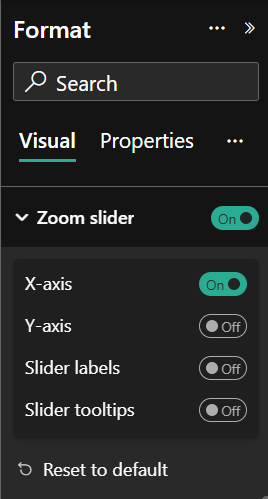 Format
Search
Visual Properties
Zoom slider On
X-axis On
Y-axis Off
Slider labels Off
Slider tooltips Off
Reset to default